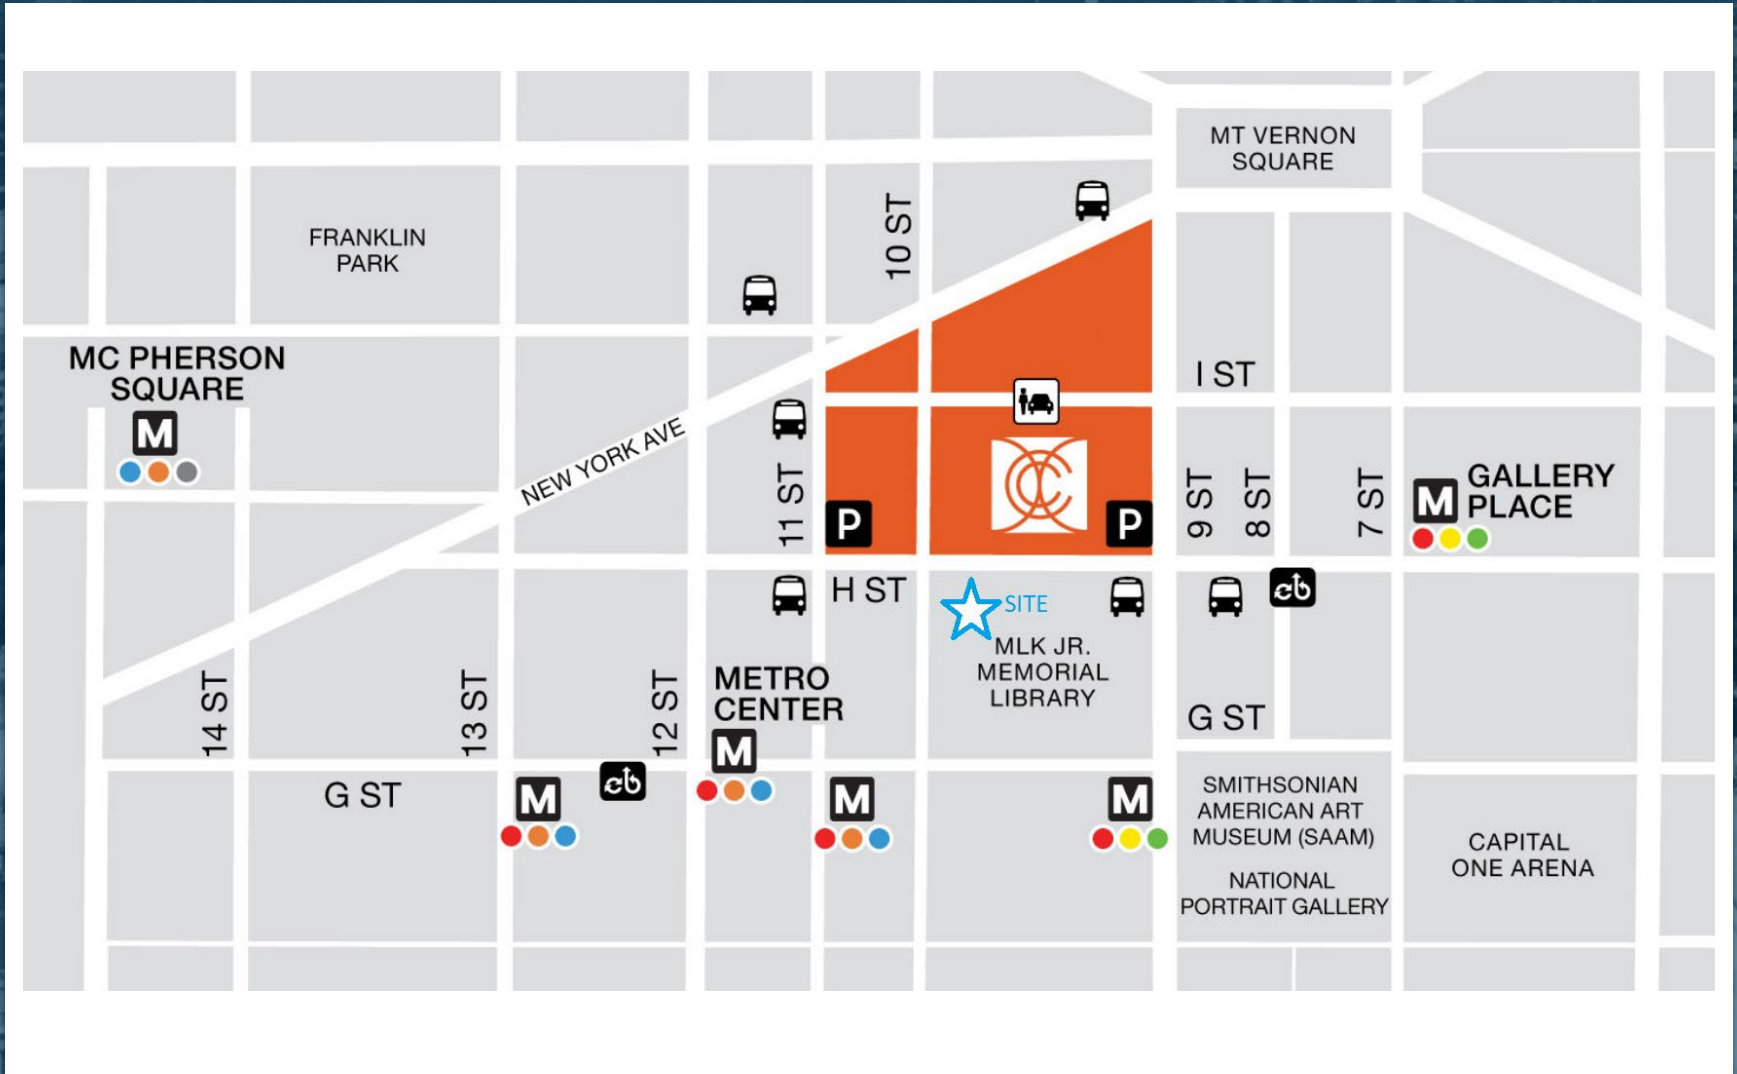 MT VERNON
SQUARE
10 ST
FRANKLIN
PARK
MC PHERSON
SQUARE
M
NEW YORK AVE
I ST
11 ST
P
P
9 ST
8 ST
7 ST
M
GALLERY
PLACE
H ST
SITE
MLK JR.
MEMORIAL
LIBRARY
14 ST
13 ST
12 ST
METRO
CENTER
M
G ST
G ST
M
M
M
SMITHSONIAN
AMERICAN ART
MUSEUM (SAAM)
NATIONAL
PORTRAIT GALLERY
CAPITAL
ONE ARENA